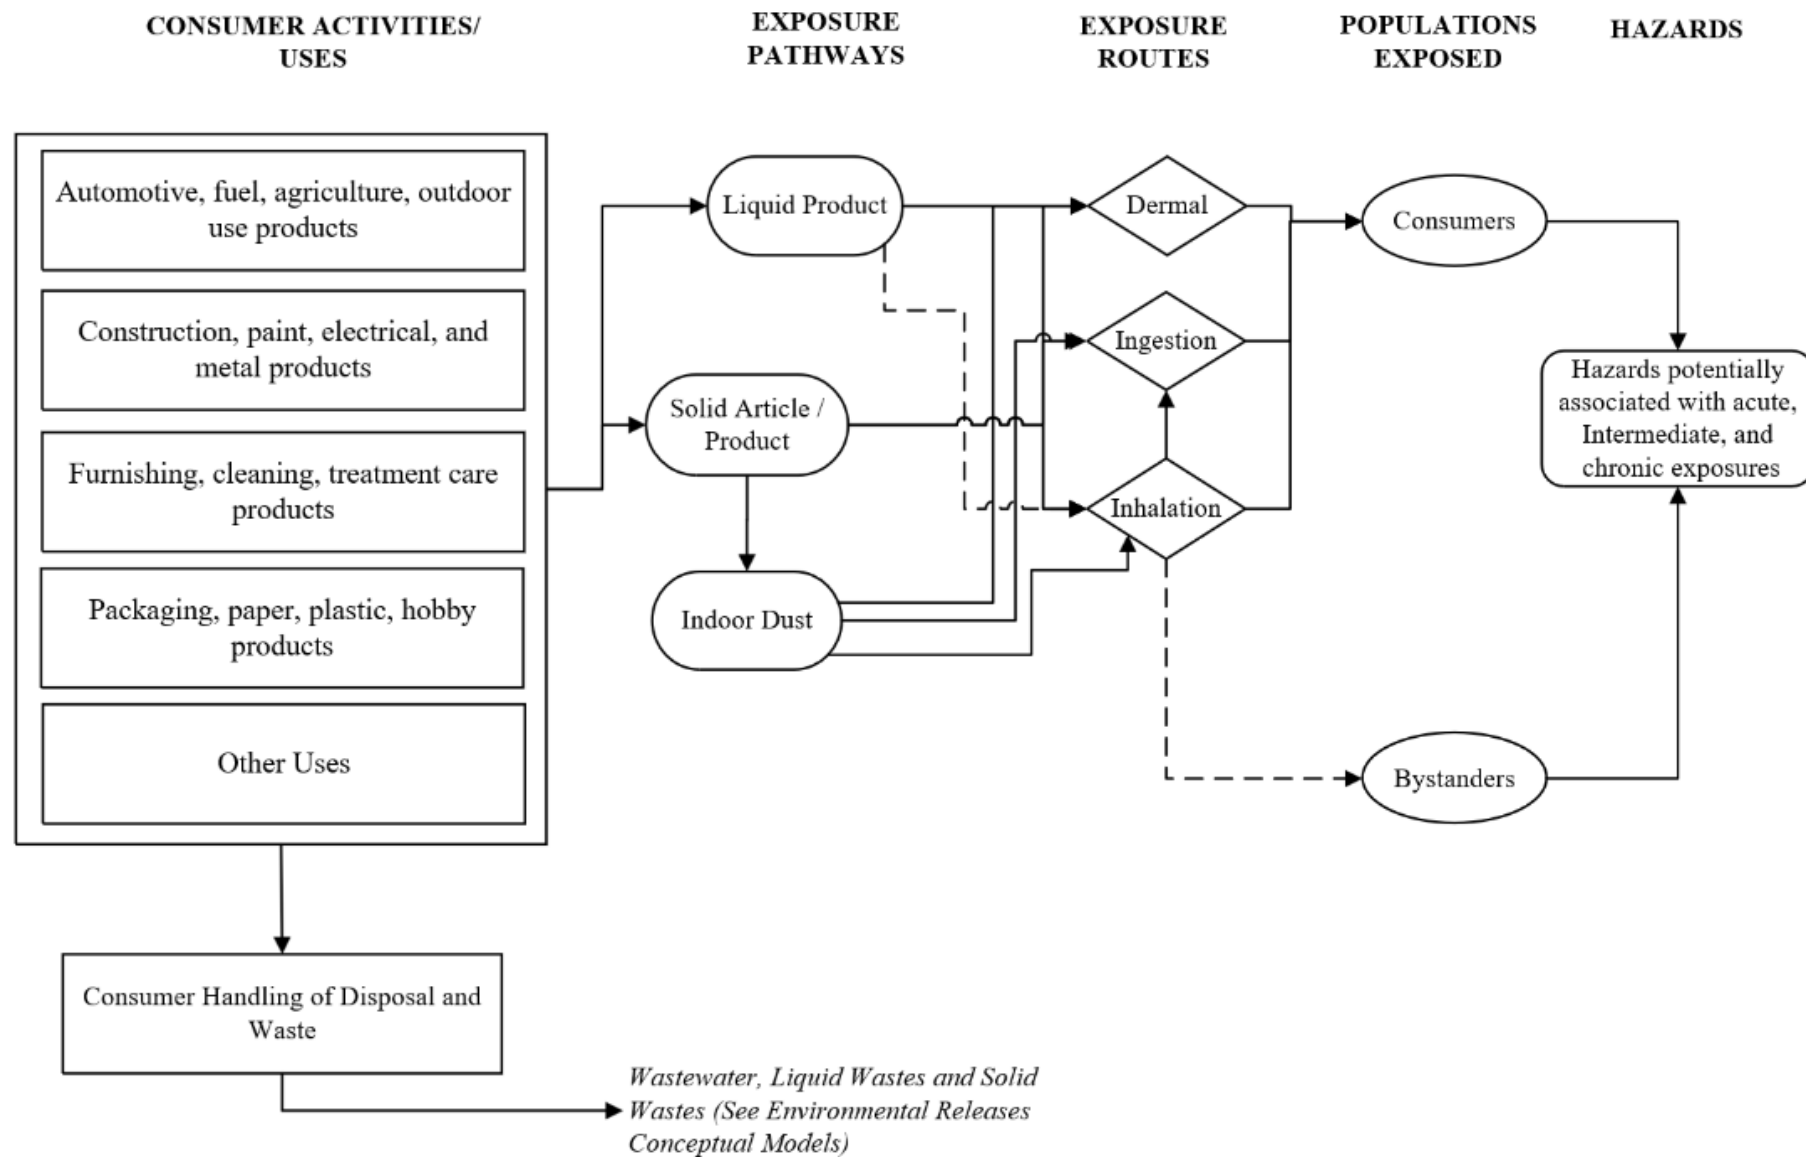 CONSUMER ACTIVITIES/
USES
EXPOSURE
PATHWAYS
EXPOSURE
ROUTES
POPULATIONS
EXPOSED
HAZARDS
Automotive, fuel, agriculture, outdoor
use products
Construction, paint, electrical, and
metal products
Furnishing, cleaning, treatment care
products
Packaging, paper, plastic, hobby
products
Other Uses
Consumer Handling of Disposal and
Waste
Wastewater, Liquid Wastes and Solid
Wastes (See Environmental Releases
Conceptual Models)
Liquid Product
Solid Article /
Product
Indoor Dust
Dermal
Ingestion
Inhalation
Consumers
Bystanders
Hazards potentially
associated with acute,
Intermediate, and
chronic exposures